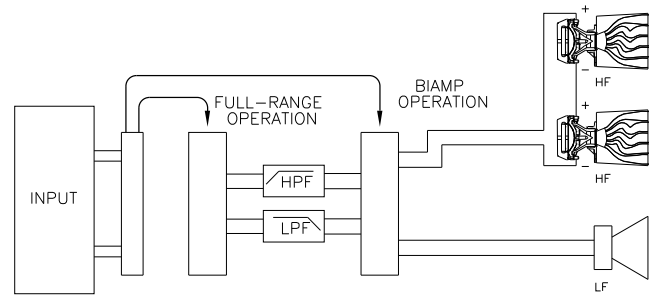 +
−
HF
BIAMP
OPERATION
FULL–RANGE
OPERATION
+
−
HF
INPUT
HPF
LPF
LF